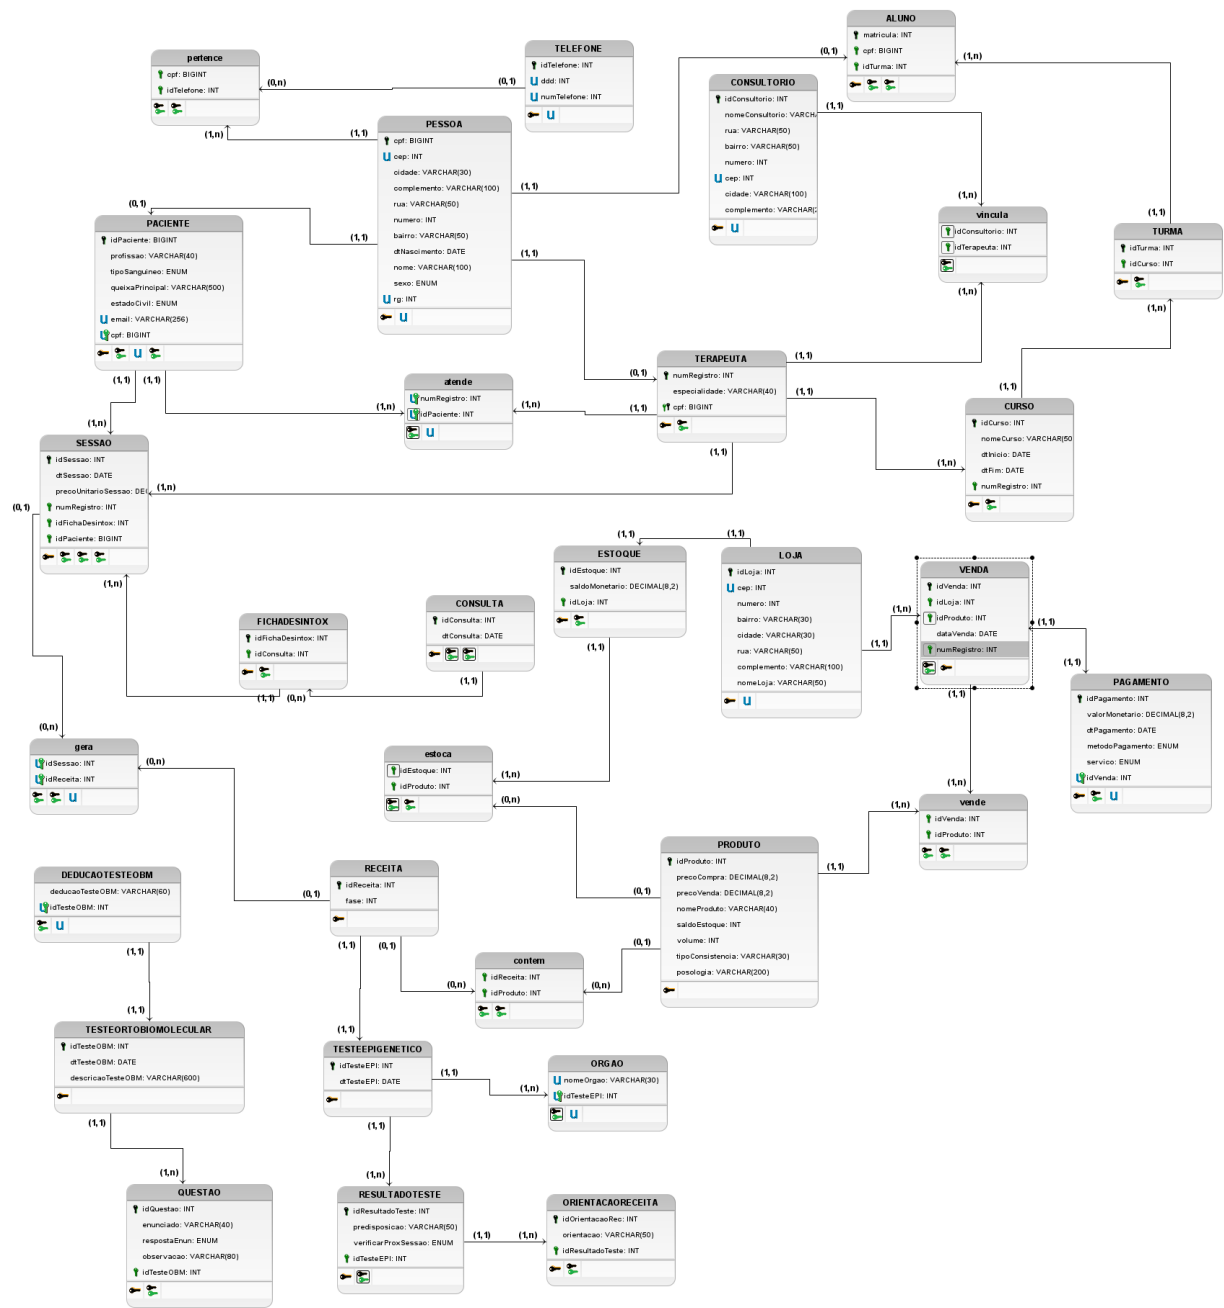 ALUNO
matricula: INT
cpf: BIGINT
idTurma: INT
pertence
cpf: BIGINT
idTelefone: INT
TELEFONE
idTelefone: INT
ddd: INT
numTelefone: INT
(0,n)
(0,1)
(1,n)
(1,1)
(0,1)
(1,1)
(1,n)
(1,1)
CONSULTORIO
idConsultorio: INT
nomeConsultorio: VARCH
rua: VARCHAR(50)
bairro: VARCHAR(50)
numero: INT
cep: INT
cidade: VARCHAR(100)
complemento: VARCHAR(2
(1,1)
(1,n)
PESSOA
cpf: BIGINT
cep: INT
cidade: VARCHAR(30)
complemento: VARCHAR(100)
rua: VARCHAR(50)
numero: INT
bairro: VARCHAR(50)
dtNascimento: DATE
nome: VARCHAR(100)
sexo: ENUM
rg: INT
(0,1)
(1,1)
(1,1)
(0,1)
PACIENTE
idPaciente: BIGINT
profissao: VARCHAR(40)
tipoSanguineo: ENUM
queixaPrincipal: VARCHAR(500)
estadoCivil: ENUM
email: VARCHAR(256)
cpf: BIGINT
(1,1)
(1,1)
vincula
idConsultorio: INT
idTerapeuta: INT
(1,n)
TURMA
idTurma: INT
idCurso: INT
(1,n)
TERAPEUTA
numRegistro: INT
especialidade: VARCHAR(40)
cpf: BIGINT
(1,1)
(1,1)
(1,1)
(1,1)
atende
numRegistro: INT
idPaciente: INT
(1,n)
(1,n)
CURSO
idCurso: INT
nomeCurso: VARCHAR(50
dtInicio: DATE
dtFim: DATE
numRegistro: INT
(1,1)
(1,n)
(1,n)
SESSAO
idSessao: INT
dtSessao: DATE
precoUnitarioSessao: DE
numRegistro: INT
idFichaDesintox: INT
idPaciente: BIGINT
(1,n)
(0,1)
(1,n)
FICHADESINTOX
idFichaDesintox: INT
idConsulta: INT
(1,1)
(0,n)
CONSULTA
idConsulta: INT
dtConsulta: DATE
(1,1)
ESTOQUE
idEstoque: INT
saldoMonetario: DECIMAL(8,2)
idLoja: INT
(1,1)
(1,1)
(1,1)
LOJA
idLoja: INT
cep: INT
numero: INT
bairro: VARCHAR(30)
cidade: VARCHAR(30)
rua: VARCHAR(50)
complemento: VARCHAR(100)
nomeLoja: VARCHAR(50)
(1,1)
(1,n)
VENDA
idVenda: INT
idLoja: INT
idProduto: INT
dataVenda: DATE
numRegistro: INT
(1,1)
(1,1)
(1,1)
PAGAMENTO
idPagamento: INT
valorMonetario: DECIMAL(8,2)
dtPagamento: DATE
metodoPagamento: ENUM
servico: ENUM
idVenda: INT
(0,n)
gera
idSessao: INT
idReceita: INT
(0,n)
estoca
idEstoque: INT
idProduto: INT
(1,n)
(0,n)
(1,n)
vende
idVenda: INT
idProduto: INT
(1,n)
(1,1)
PRODUTO
idProduto: INT
precoCompra: DECIMAL(8,2)
precoVenda: DECIMAL(8,2)
nomeProduto: VARCHAR(40)
saldoEstoque: INT
volume: INT
tipoConsistencia: VARCHAR(30)
posologia: VARCHAR(200)
(0,1)
(0,1)
DEDUCAOTESTEOBM
deducaoTesteOBM: VARCHAR(60)
idTesteOBM: INT
(1,1)
(1,1)
RECEITA
idReceita: INT
fase: INT
(0,1)
(1,1)
(0,1)
contem
idReceita: INT
idProduto: INT
(0,n)
(0,n)
TESTEORTOBIOMOLECULAR
idTesteOBM: INT
dtTesteOBM: DATE
descricaoTesteOBM: VARCHAR(600)
(1,1)
(1,n)
(1,1)
TESTEEPIGENETICO
idTesteEPI: INT
dtTesteEPI: DATE
(1,1)
(1,n)
(1,1)
(1,n)
ORGAO
nomeOrgao: VARCHAR(30)
idTesteEPI: INT
QUESTAO
idQuestao: INT
enunciado: VARCHAR(40)
respostaEnun: ENUM
observacao: VARCHAR(80)
idTesteOBM: INT
RESULTADOTESTE
idResultadoTeste: INT
predisposicao: VARCHAR(50)
verificarProxSessao: ENUM
idTesteEPI: INT
(1,1)
(1,n)
ORIENTACAORECEITA
idOrientacaoRec: INT
orientacao: VARCHAR(50)
idResultadoTeste: INT